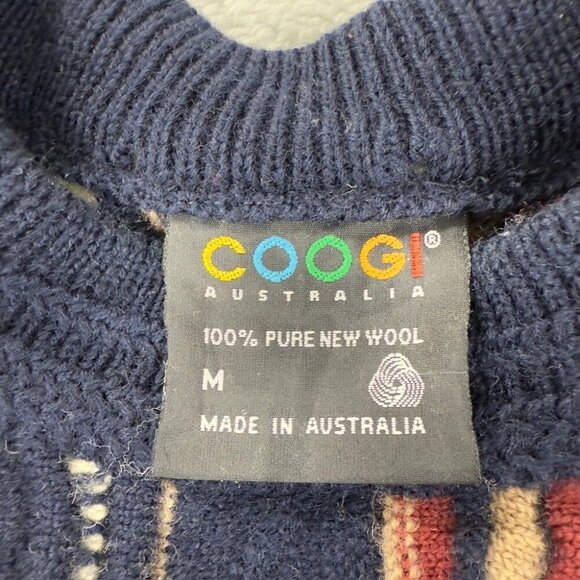 COOGI®
AUSTRALIA
100% PURE NEW WOOL
M
MADE IN AUSTRALIA